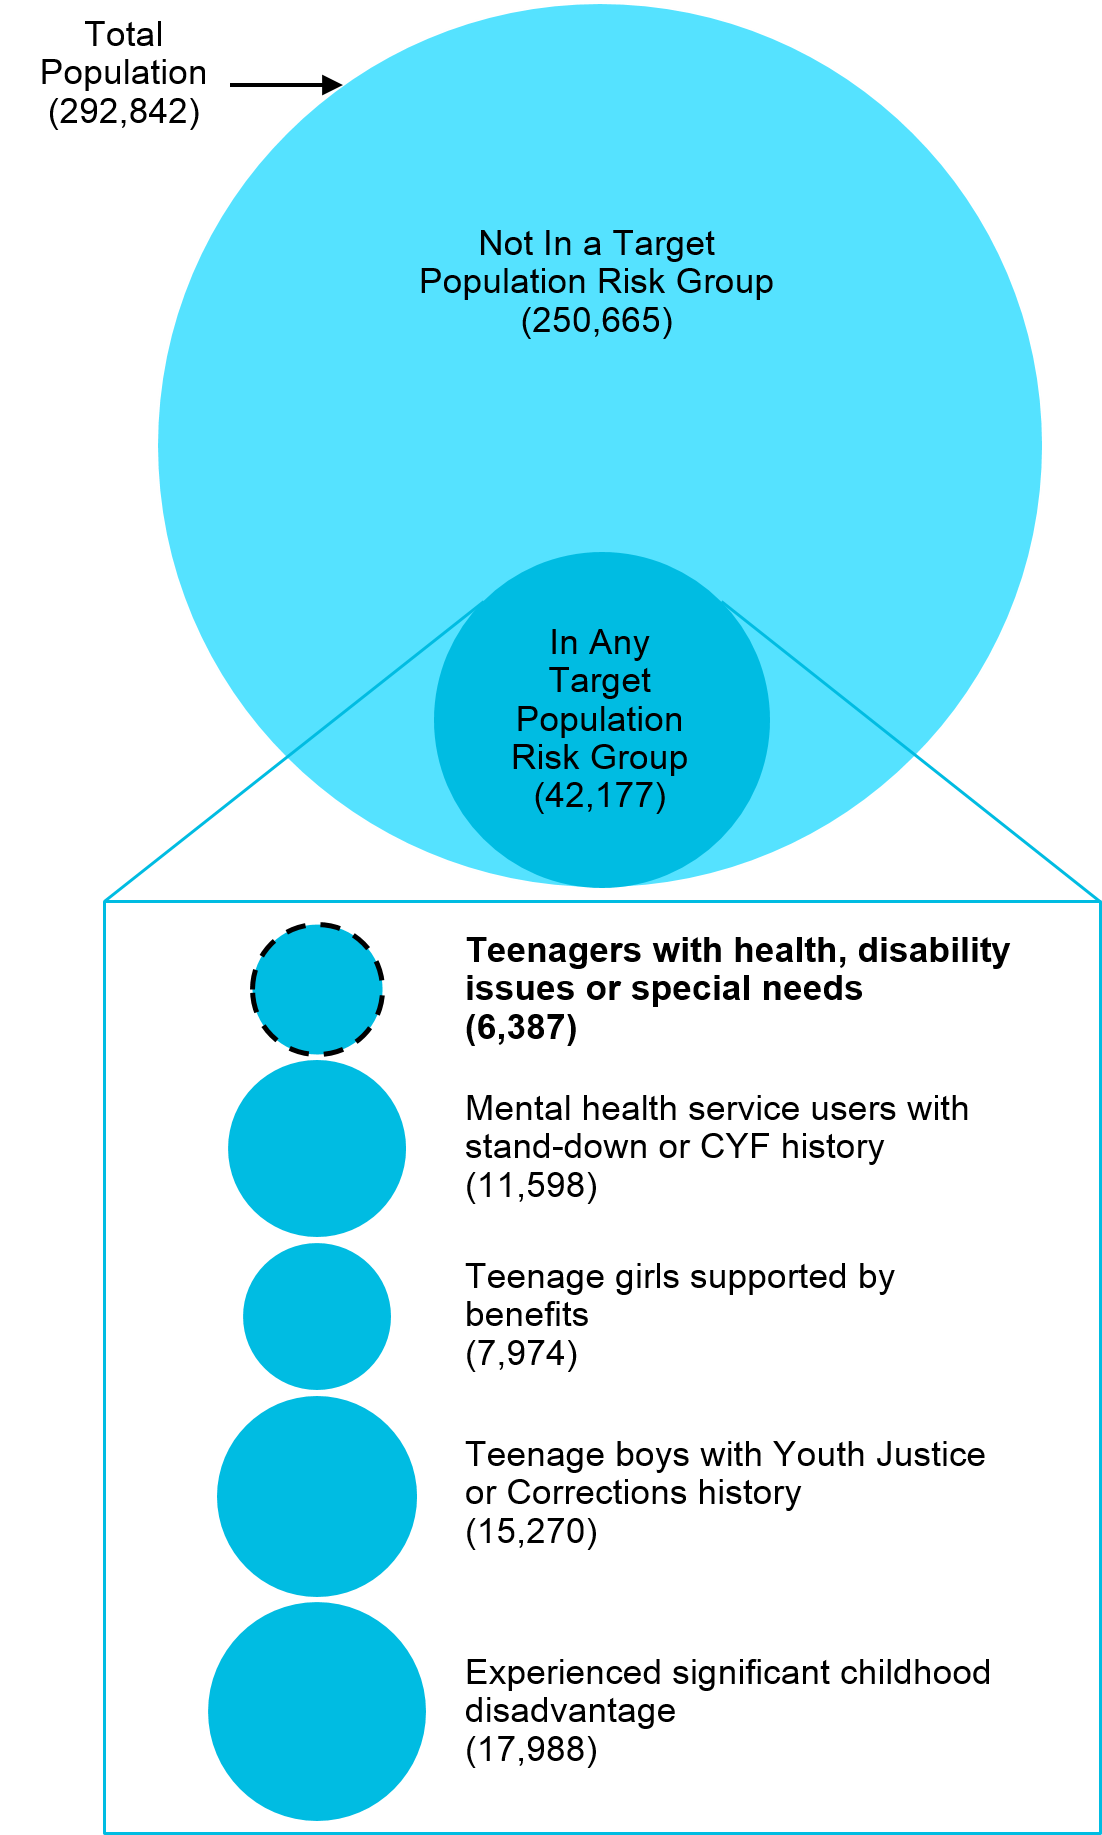 Total
Population
(292,842)
Not In a Target
Population Risk Group
(250,665)
In Any
Target
Population
Risk Group
(42,177)
Teenagers with health, disability
issues or special needs
(6,387)
Mental health service users with
stand-down or CYF history
(11,598)
Teenage girls supported by
benefits
(7,974)
Teenage boys with Youth Justice
or Corrections history
(15,270)
Experienced significant childhood
disadvantage
(17,988)